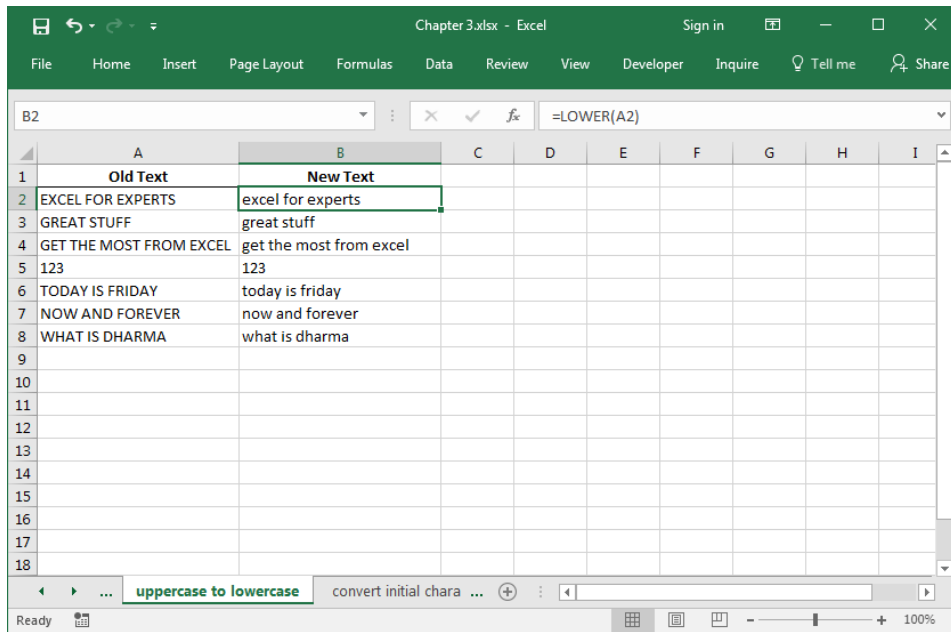 Chapter 3.xlsx - Excel Sign in
File Home Insert Page Layout Formulas Data Review View Developer Inquire Tell me Share
B2 fx =LOWER(A2)
A B C D E F G H I
1 Old Text New Text
2 EXCEL FOR EXPERTS excel for experts
3 GREAT STUFF great stuff
4 GET THE MOST FROM EXCEL get the most from excel
5 123 123
6 TODAY IS FRIDAY today is friday
7 NOW AND FOREVER now and forever
8 WHAT IS DHARMA what is dharma
9
10
11
12
13
14
15
16
17
18
... uppercase to lowercase convert initial chara ...
Ready 100%